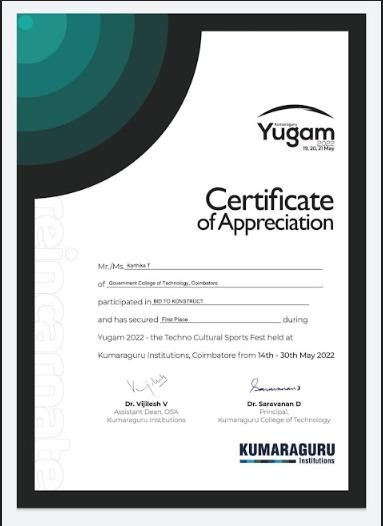 Kumaraguru
Yugam
2022
19, 20, 21 May
Certificate
of Appreciation
Mr./Ms. Karthika T
of Government College of Technology, Coimbatore
participated in BID TO KONSTRUCT
and has secured First Place during
Yugam 2022 - the Techno Cultural Sports Fest held at
Kumaraguru Institutions, Coimbatore from 14th - 30th May 2022
Dr. Vijilesh V
Assistant Dean, OSA
Kumaraguru Institutions
Saravanan D
Dr. Saravanan D
Principal,
Kumaraguru College of Technology
KUMARAGURU
Institutions
reincarnate